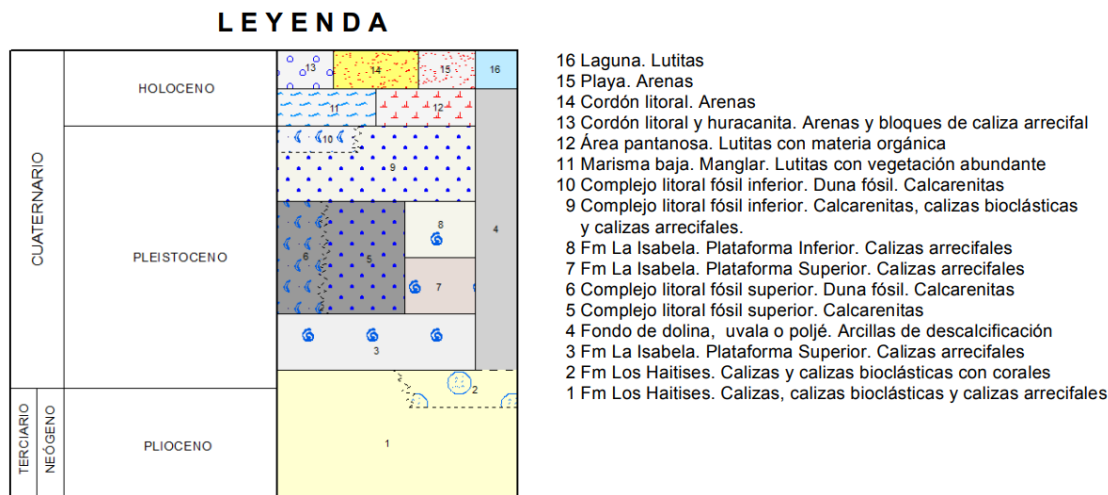 LEYENDA
CUATERNARIO
HOLOCENO
PLEISTOCENO
TERCIARIO
NEÓGENO
PLIOCENO
13
14
15
16
11
12
10
9
8
6
5
4
7
3
2
1
16 Laguna. Lutitas
15 Playa. Arenas
14 Cordón litoral. Arenas
13 Cordón litoral y huracanita. Arenas y bloques de caliza arrecifal
12 Área pantanosa. Lutitas con materia orgánica
11 Marisma baja. Manglar. Lutitas con vegetación abundante
10 Complejo litoral fósil inferior. Duna fósil. Calcarenitas
9 Complejo litoral fósil inferior. Calcarenitas, calizas bioclásticas
y calizas arrecifales.
8 Fm La Isabela. Plataforma Inferior. Calizas arrecifales
7 Fm La Isabela. Plataforma Superior. Calizas arrecifales
6 Complejo litoral fósil superior. Duna fósil. Calcarenitas
5 Complejo litoral fósil superior. Calcarenitas
4 Fondo de dolina, uvala o poljé. Arcillas de descalcificación
3 Fm La Isabela. Plataforma Superior. Calizas arrecifales
2 Fm Los Haitises. Calizas y calizas bioclásticas con corales
1 Fm Los Haitises. Calizas, calizas bioclásticas y calizas arrecifales